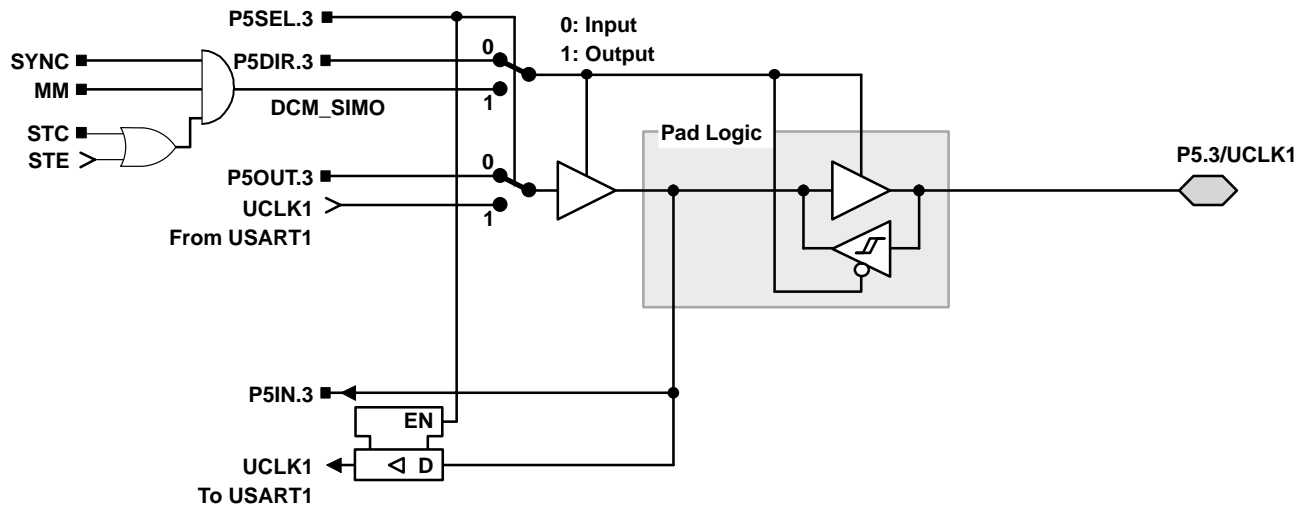 P5SEL.3
0: Input
1: Output
SYNC
P5DIR.3
0
MM
1
DCM_SIMO
STC
STE
Pad Logic
P5.3/UCLK1
P5OUT.3
0
UCLK1
1
From USART1
P5IN.3
EN
UCLK1
D
To USART1